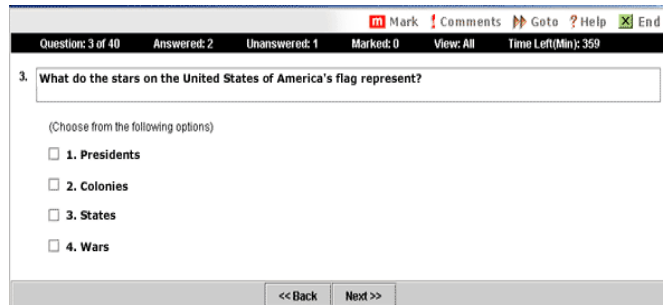 m Mark ! Comments Goto ? Help X End
Question: 3 of 40 Answered: 2 Unanswered: 1 Marked: 0 View: All Time Left(Min): 359
3. What do the stars on the United States of America's flag represent?
(Choose from the following options)
1. Presidents
2. Colonies
3. States
4. Wars
<< Back Next >>